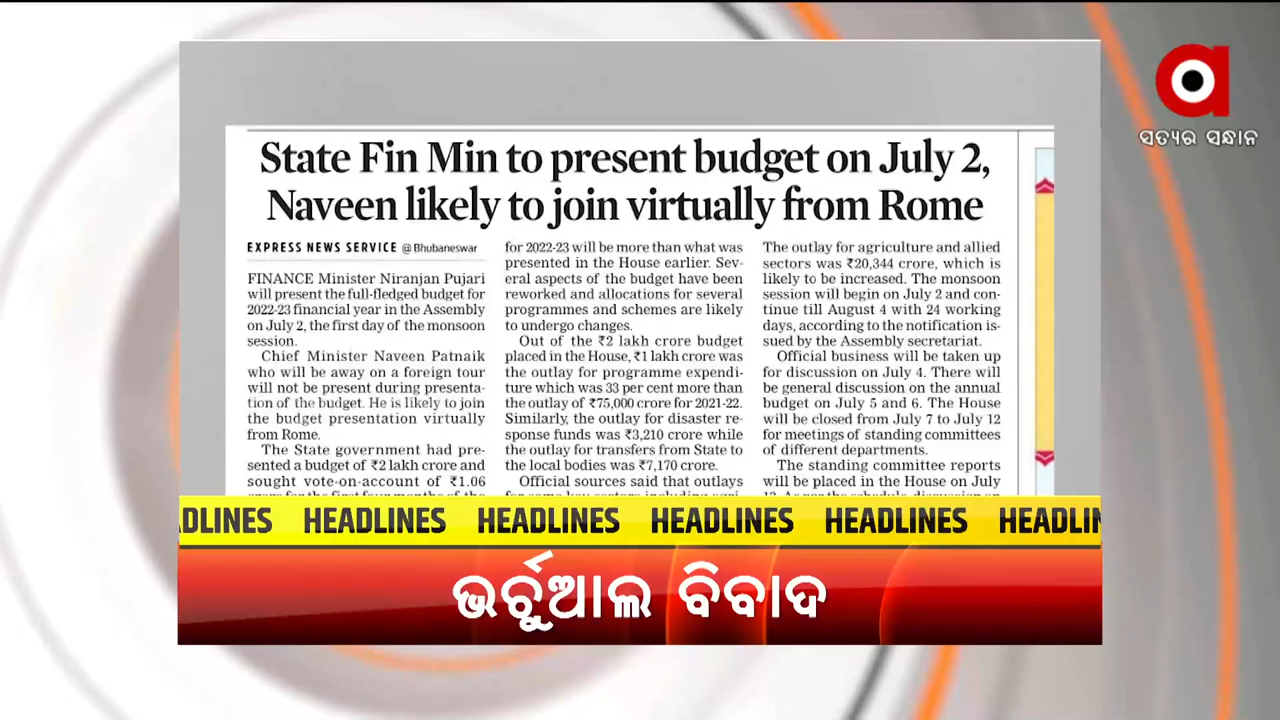 ସତ୍ୟର ସନ୍ଧାନ
State Fin Min to present budget on July 2,
Naveen likely to join virtually from Rome
EXPRESS NEWS SERVICE @ Bhubaneswar
FINANCE Minister Niranjan Pujari
will present the full-fledged budget for
2022-23 financial year in the Assembly
on July 2, the first day of the monsoon
session.
Chief Minister Naveen Patnaik
who will be away on a foreign tour
will not be present during presenta-
tion of the budget. He is likely to join
the budget presentation virtually
from Rome.
The State government had pre-
sented a budget of ₹2 lakh crore and
sought vote-on-account of ₹1.06
for 2022-23 will be more than what was
presented in the House earlier. Sev-
eral aspects of the budget have been
reworked and allocations for several
programmes and schemes are likely
to undergo changes.
Out of the ₹2 lakh crore budget
placed in the House, ₹1 lakh crore was
the outlay for programme expendi-
ture which was 33 per cent more than
the outlay of ₹75,000 crore for 2021-22.
Similarly, the outlay for disaster re-
sponse funds was ₹3,210 crore while
the outlay for transfers from State to
the local bodies was ₹7,170 crore.
Official sources said that outlays
The outlay for agriculture and allied
sectors was ₹20,344 crore, which is
likely to be increased. The monsoon
session will begin on July 2 and con-
tinue till August 4 with 24 working
days, according to the notification is-
sued by the Assembly secretariat.
Official business will be taken up
for discussion on July 4. There will
be general discussion on the annual
budget on July 5 and 6. The House
will be closed from July 7 to July 12
for meetings of standing committees
of different departments.
The standing committee reports
will be placed in the House on July
DLINES HEADLINES HEADLINES HEADLINES HEADLINES HEADLIN
ଭର୍ଚୁଆଲ ବିବାଦ